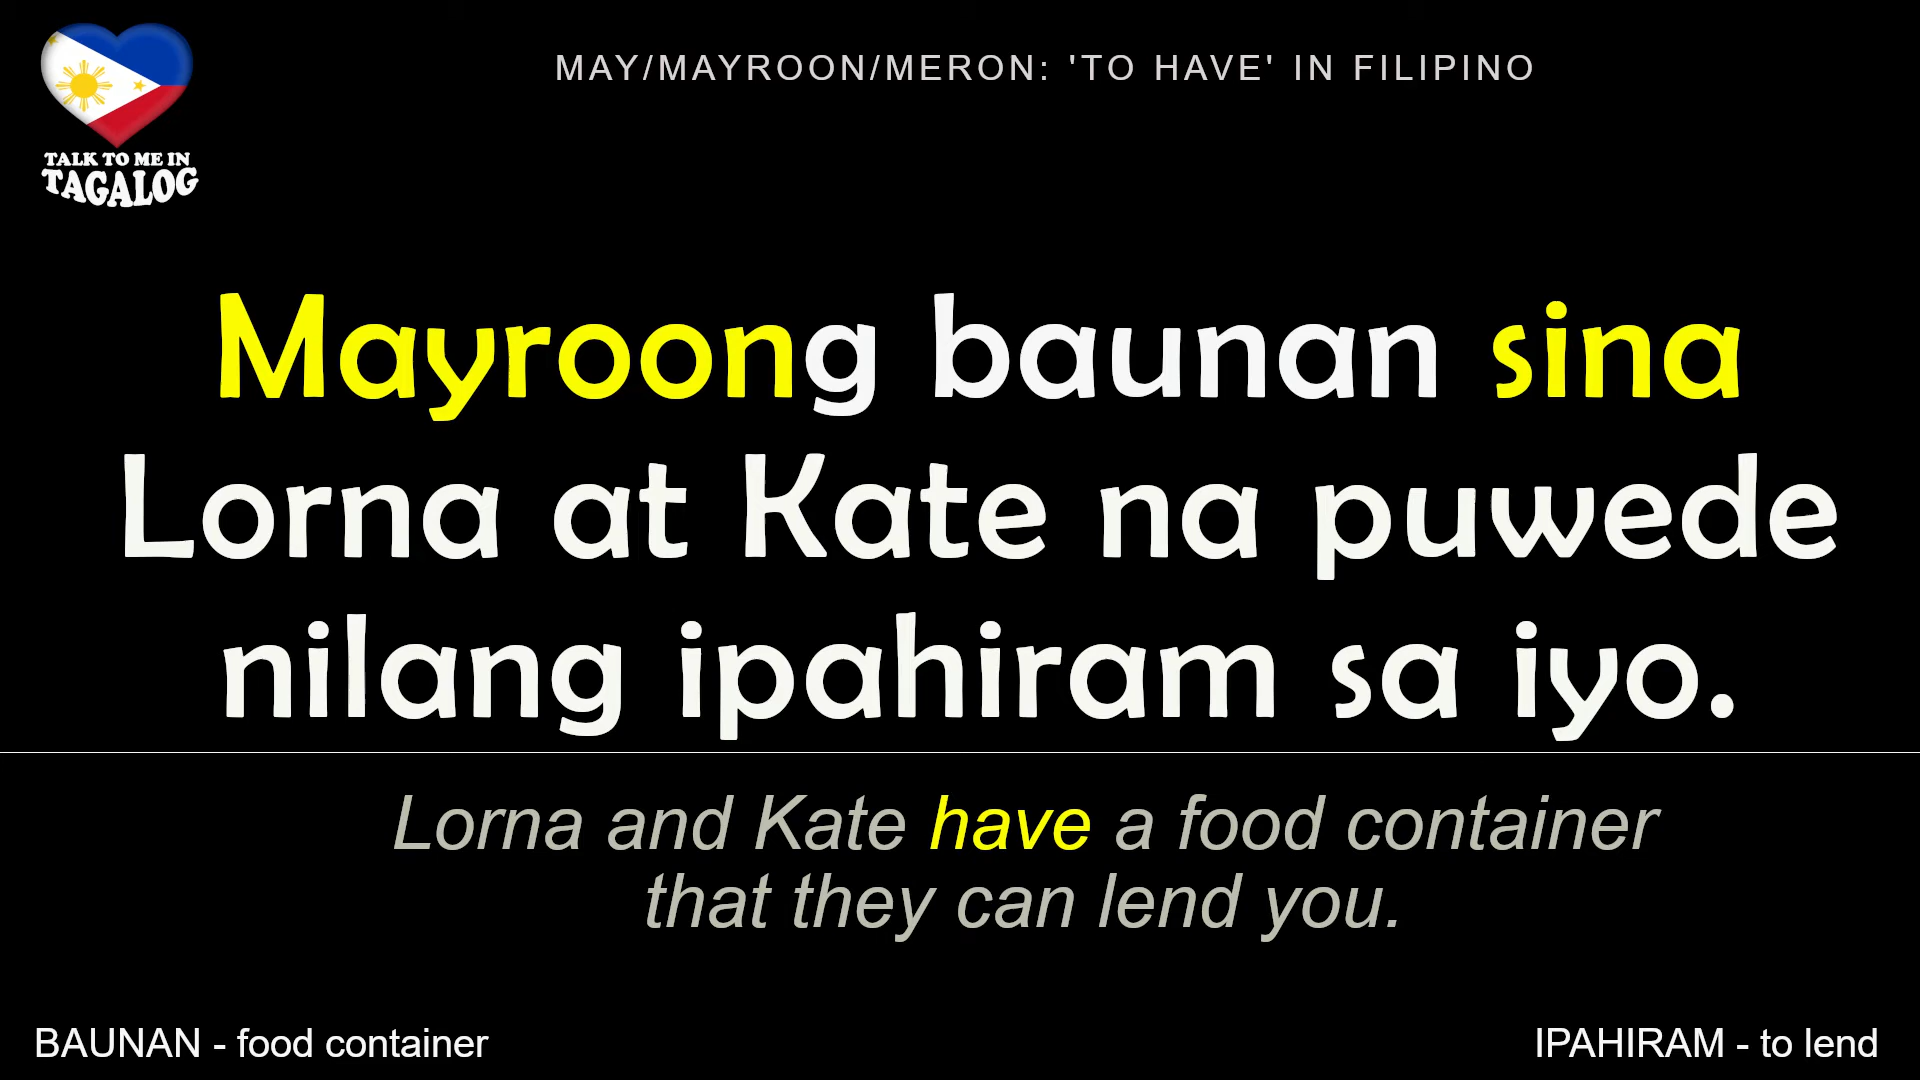 TALK TO ME IN
TAGALOG
MAY/MAYROON/MERON: 'TO HAVE' IN FILIPINO
Mayroong baunan sina
Lorna at Kate na puwede
nilang ipahiram sa iyo.
Lorna and Kate have a food container
that they can lend you.
BAUNAN - food container
IPAHIRAM - to lend